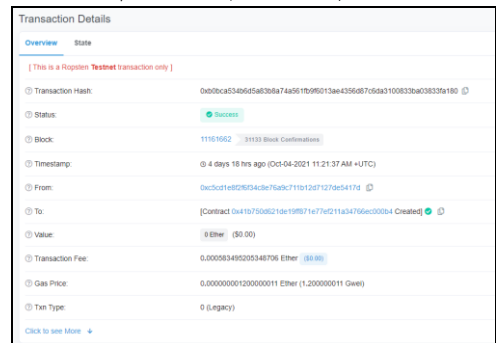 Transaction Details
Overview State
[ This is a Ropsten Testnet transaction only ]
Transaction Hash: 0xb0bca534b6d5a83b8a74a561fb9f6013ae4356d87c6da3100833ba03833fa180
Status: Success
Block: 11161662 31133 Block Confirmations
Timestamp: 4 days 18 hrs ago (Oct-04-2021 11:21:37 AM +UTC)
From: 0xc5cd1e8f2f6f34c8e76a9c711b12d7127de5417d
To: [Contract 0x41b750d621de19ff871e77ef211a34766ec000b4 Created]
Value: 0 Ether ($0.00)
Transaction Fee: 0.000583495205348706 Ether ($0.00)
Gas Price: 0.000000001200000011 Ether (1.200000011 Gwei)
Txn Type: 0 (Legacy)
Click to see More